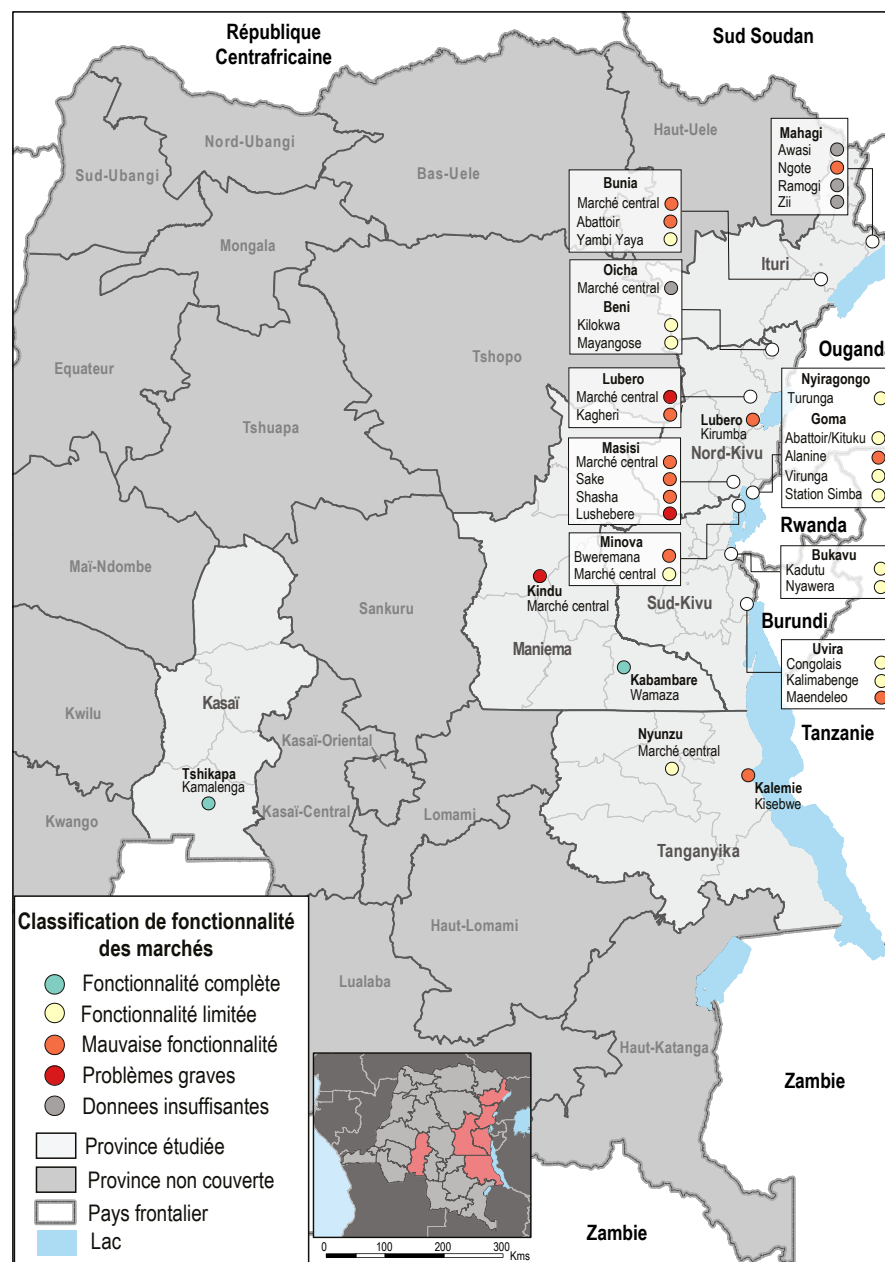 République
Centrafricaine
Sud Soudan
Nord-Ubangi
Sud-Ubangi
Bas-Uele
Haut-Uele
Mongala
Equateur
Tshuapa
Tshopo
Ituri
Mahagi
Awasi
Ngote
Ramogi
Zii
Bunia
Marché central
Abattoir
Yambi Yaya
Oicha
Marché central
Beni
Kilokwa
Mayangose
Ouganda
Lubero
Marché central
Kagheri
Lubero
Kirumba
Nord-Kivu
Nyiragongo
Turunga
Goma
Abattoir/Kituku
Alanine
Virunga
Station Simba
Masisi
Marché central
Sake
Shasha
Lushebere
Rwanda
Minova
Bweremana
Marché central
Bukavu
Kadutu
Nyawera
Maï-Ndombe
Sankuru
Kindu
Marché central
Sud-Kivu
Burundi
Maniema
Kabambare
Wamaza
Uvira
Congolais
Kalimabenge
Maendeleo
Kwilu
Kasaï
Kasaï-Oriental
Tanzanie
Nyunzu
Marché central
Tshikapa
Kamalenga
Kalemie
Kisebwe
Kwango
Kasaï-Central
Lomami
Tanganyika
Haut-Lomami
Lualaba
Haut-Katanga
Zambie
Zambie
Classification de fonctionnalité
des marchés
Fonctionnalité complète
Fonctionnalité limitée
Mauvaise fonctionnalité
Problèmes graves
Donnees insuffisantes
Province étudiée
Province non couverte
Pays frontalier
Lac
0 100 200 300
Kms